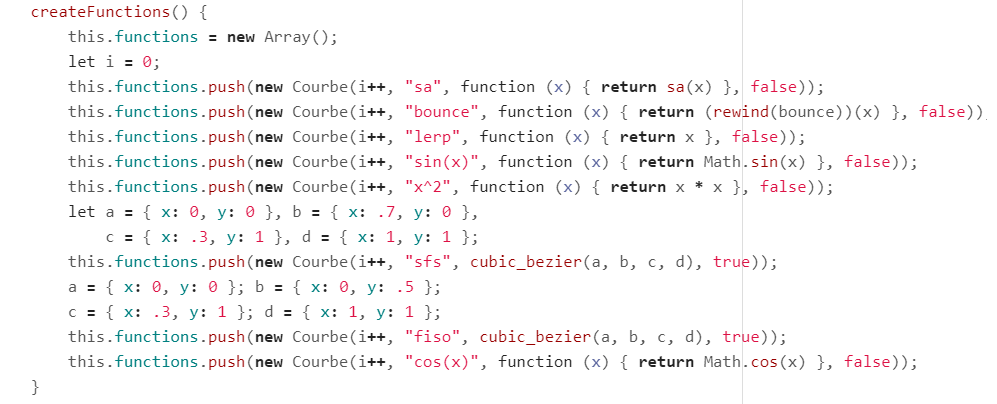 createFunctions() {
    this.functions = new Array();
    let i = 0;
    this.functions.push(new Courbe(i++, "sa", function (x) { return sa(x) }, false));
    this.functions.push(new Courbe(i++, "bounce", function (x) { return (rewind(bounce))(x) }, false));
    this.functions.push(new Courbe(i++, "lerp", function (x) { return x }, false));
    this.functions.push(new Courbe(i++, "sin(x)", function (x) { return Math.sin(x) }, false));
    this.functions.push(new Courbe(i++, "x^2", function (x) { return x * x }, false));
    let a = { x: 0, y: 0 }, b = { x: .7, y: 0 },
        c = { x: .3, y: 1 }, d = { x: 1, y: 1 };
    this.functions.push(new Courbe(i++, "sfs", cubic_bezier(a, b, c, d), true));
    a = { x: 0, y: 0 }; b = { x: 0, y: .5 };
    c = { x: .3, y: 1 }; d = { x: 1, y: 1 };
    this.functions.push(new Courbe(i++, "fiso", cubic_bezier(a, b, c, d), true));
    this.functions.push(new Courbe(i++, "cos(x)", function (x) { return Math.cos(x) }, false));
}